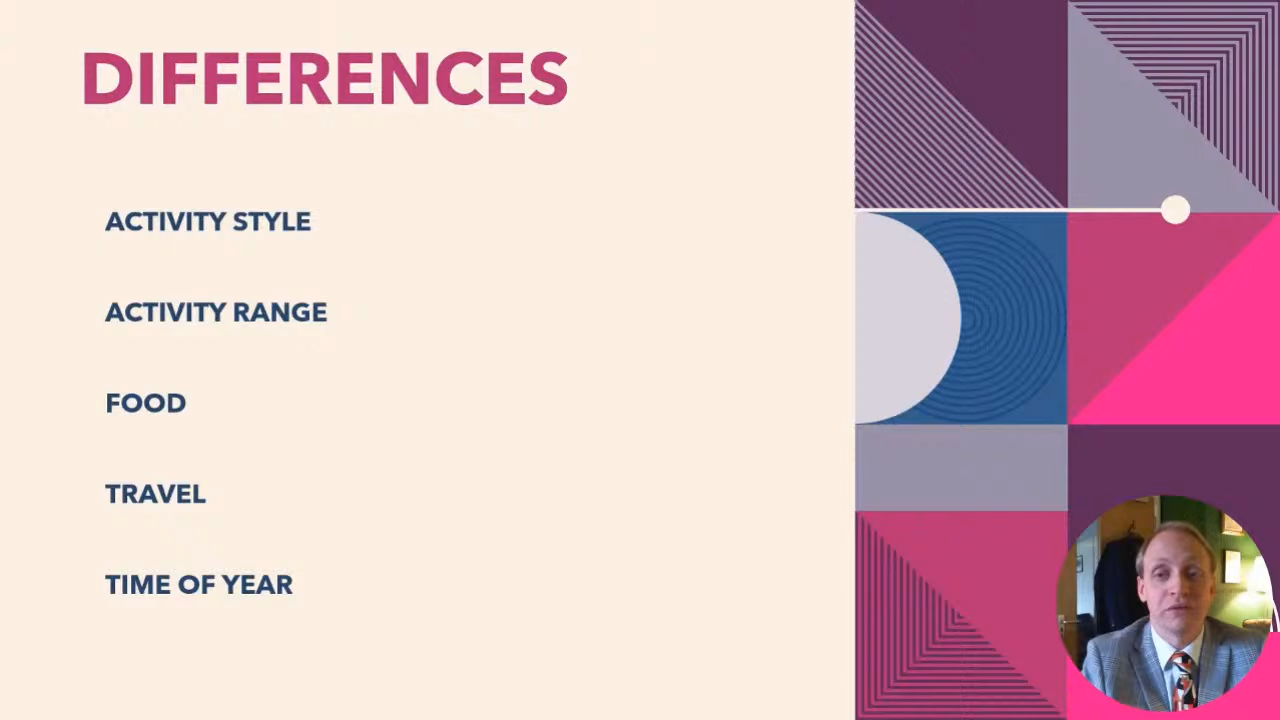 DIFFERENCES
ACTIVITY STYLE
ACTIVITY RANGE
FOOD
TRAVEL
TIME OF YEAR